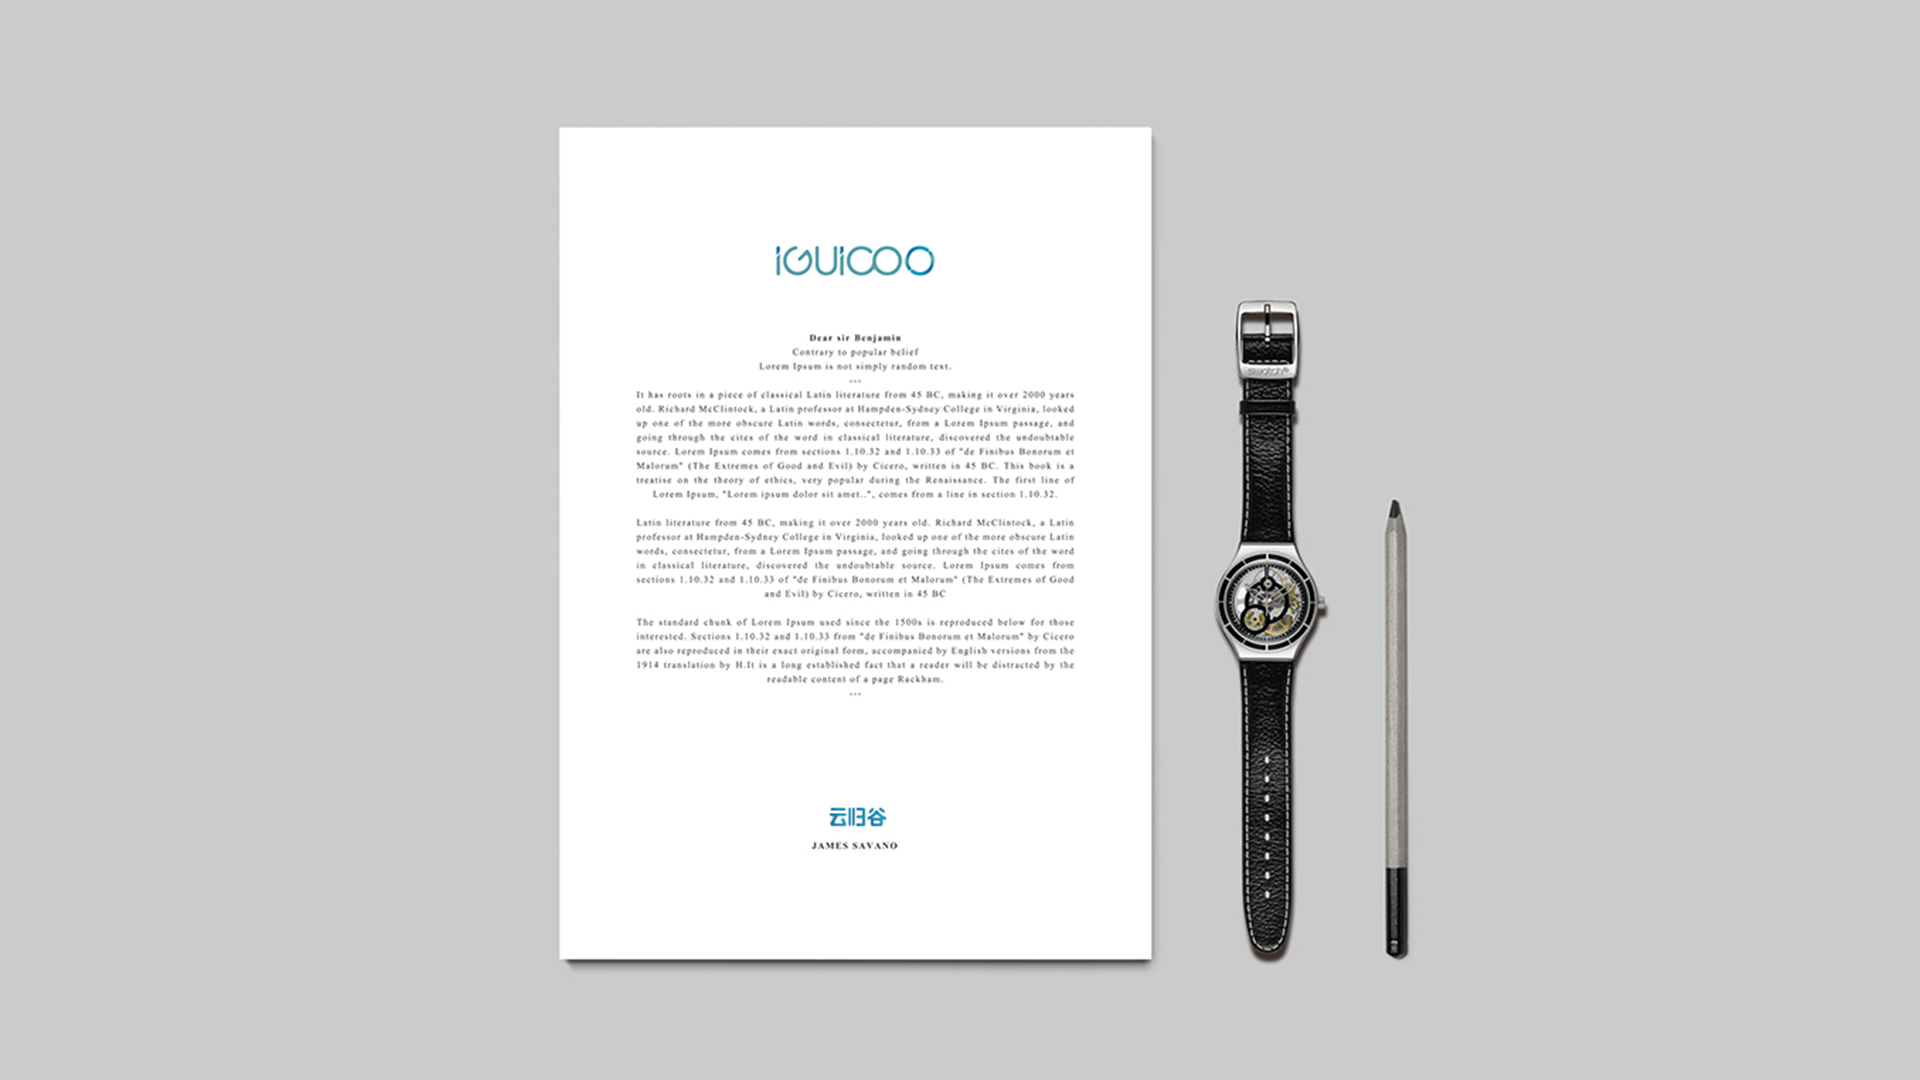 iGUiCOO
Dear sir Benjamin
Contrary to popular belief
Lorem Ipsum is not simply random text.
---
It has roots in a piece of classical Latin literature from 45 BC, making it over 2000 years
old. Richard McClintock, a Latin professor at Hampden-Sydney College in Virginia, looked
up one of the more obscure Latin words, consectetur, from a Lorem Ipsum passage, and
going through the cites of the word in classical literature, discovered the undoubtable
source. Lorem Ipsum comes from sections 1.10.32 and 1.10.33 of "de Finibus Bonorum et
Malorum" (The Extremes of Good and Evil) by Cicero, written in 45 BC. This book is a
treatise on the theory of ethics, very popular during the Renaissance. The first line of
Lorem Ipsum, "Lorem ipsum dolor sit amet..", comes from a line in section 1.10.32.
Latin literature from 45 BC, making it over 2000 years old. Richard McClintock, a Latin
professor at Hampden-Sydney College in Virginia, looked up one of the more obscure Latin
words, consectetur, from a Lorem Ipsum passage, and going through the cites of the word
in classical literature, discovered the undoubtable source. Lorem Ipsum comes from
sections 1.10.32 and 1.10.33 of "de Finibus Bonorum et Malorum" (The Extremes of Good
and Evil) by Cicero, written in 45 BC
The standard chunk of Lorem Ipsum used since the 1500s is reproduced below for those
interested. Sections 1.10.32 and 1.10.33 from "de Finibus Bonorum et Malorum" by Cicero
are also reproduced in their exact original form, accompanied by English versions from the
1914 translation by H.It is a long established fact that a reader will be distracted by the
readable content of a page Rackham.
---
云归谷
JAMES SAVANO
swatch